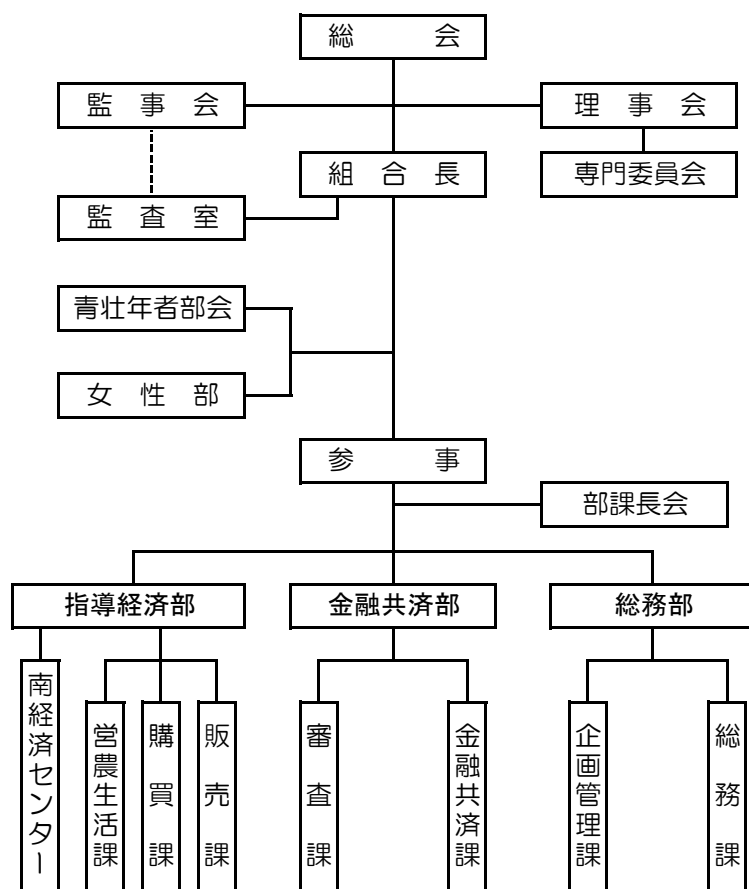 総会
監事会
理事会
組合長
専門委員会
監査室
青壮年者部会
女性部
参事
部課長会
指導経済部
金融共済部
総務部
南経済センター
営農生活課
購買課
販売課
審査課
金融共済課
企画管理課
総務課